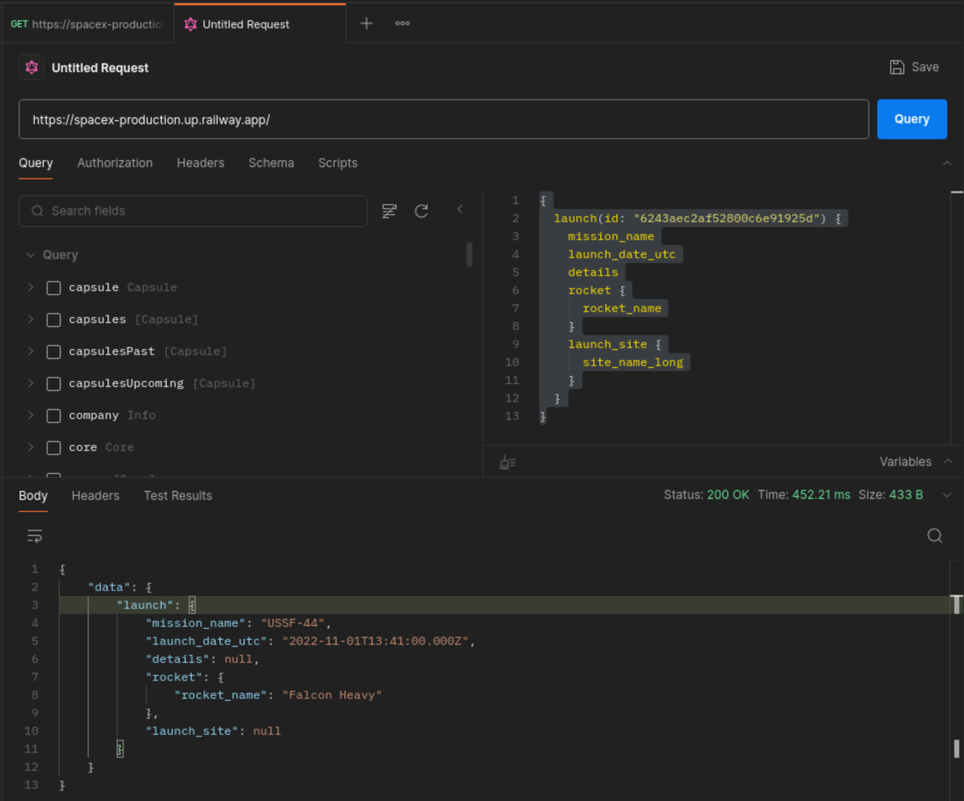 GET https://spacex-productio
Untitled Request
Untitled Request
Save
https://spacex-production.up.railway.app/
Query
Query Authorization Headers Schema Scripts
Search fields
Query
capsule Capsule
capsules [Capsule]
capsulesPast [Capsule]
capsulesUpcoming [Capsule]
company Info
core Core
1 {
2 launch(id: "6243aec2af52800c6e91925d") {
3 mission_name
4 launch_date_utc
5 details
6 rocket {
7 rocket_name
8 }
9 launch_site {
10 site_name_long
11 }
12 }
13 }
Variables
Body Headers Test Results
Status: 200 OK Time: 452.21 ms Size: 433 B
1 {
2 "data": {
3 "launch": {
4 "mission_name": "USSF-44",
5 "launch_date_utc": "2022-11-01T13:41:00.000Z",
6 "details": null,
7 "rocket": {
8 "rocket_name": "Falcon Heavy"
9 },
10 "launch_site": null
11 }
12 }
13 }